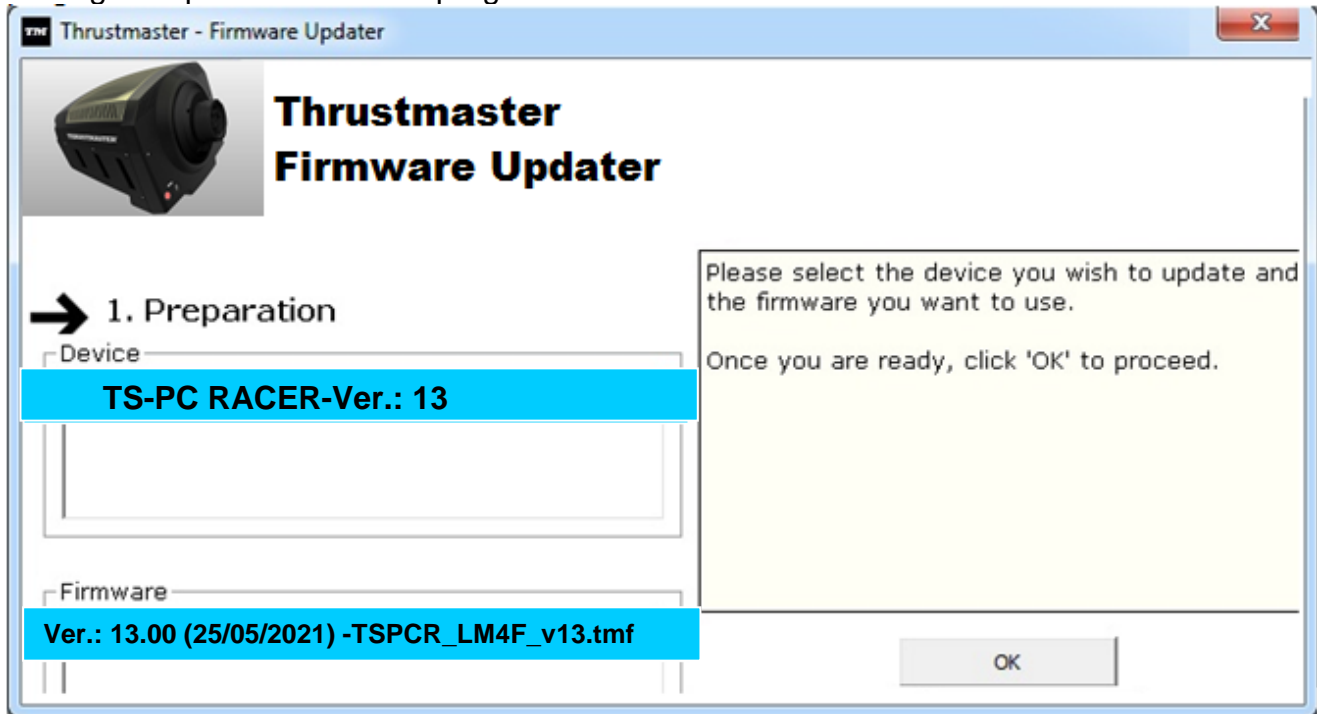 Thrustmaster - Firmware Updater
Thrustmaster
Firmware Updater
1. Preparation
Device
TS-PC RACER-Ver.: 13
Firmware
Ver.: 13.00 (25/05/2021) -TSPCR_LM4F_v13.tmf
Please select the device you wish to update and
the firmware you want to use.
Once you are ready, click 'OK' to proceed.
OK